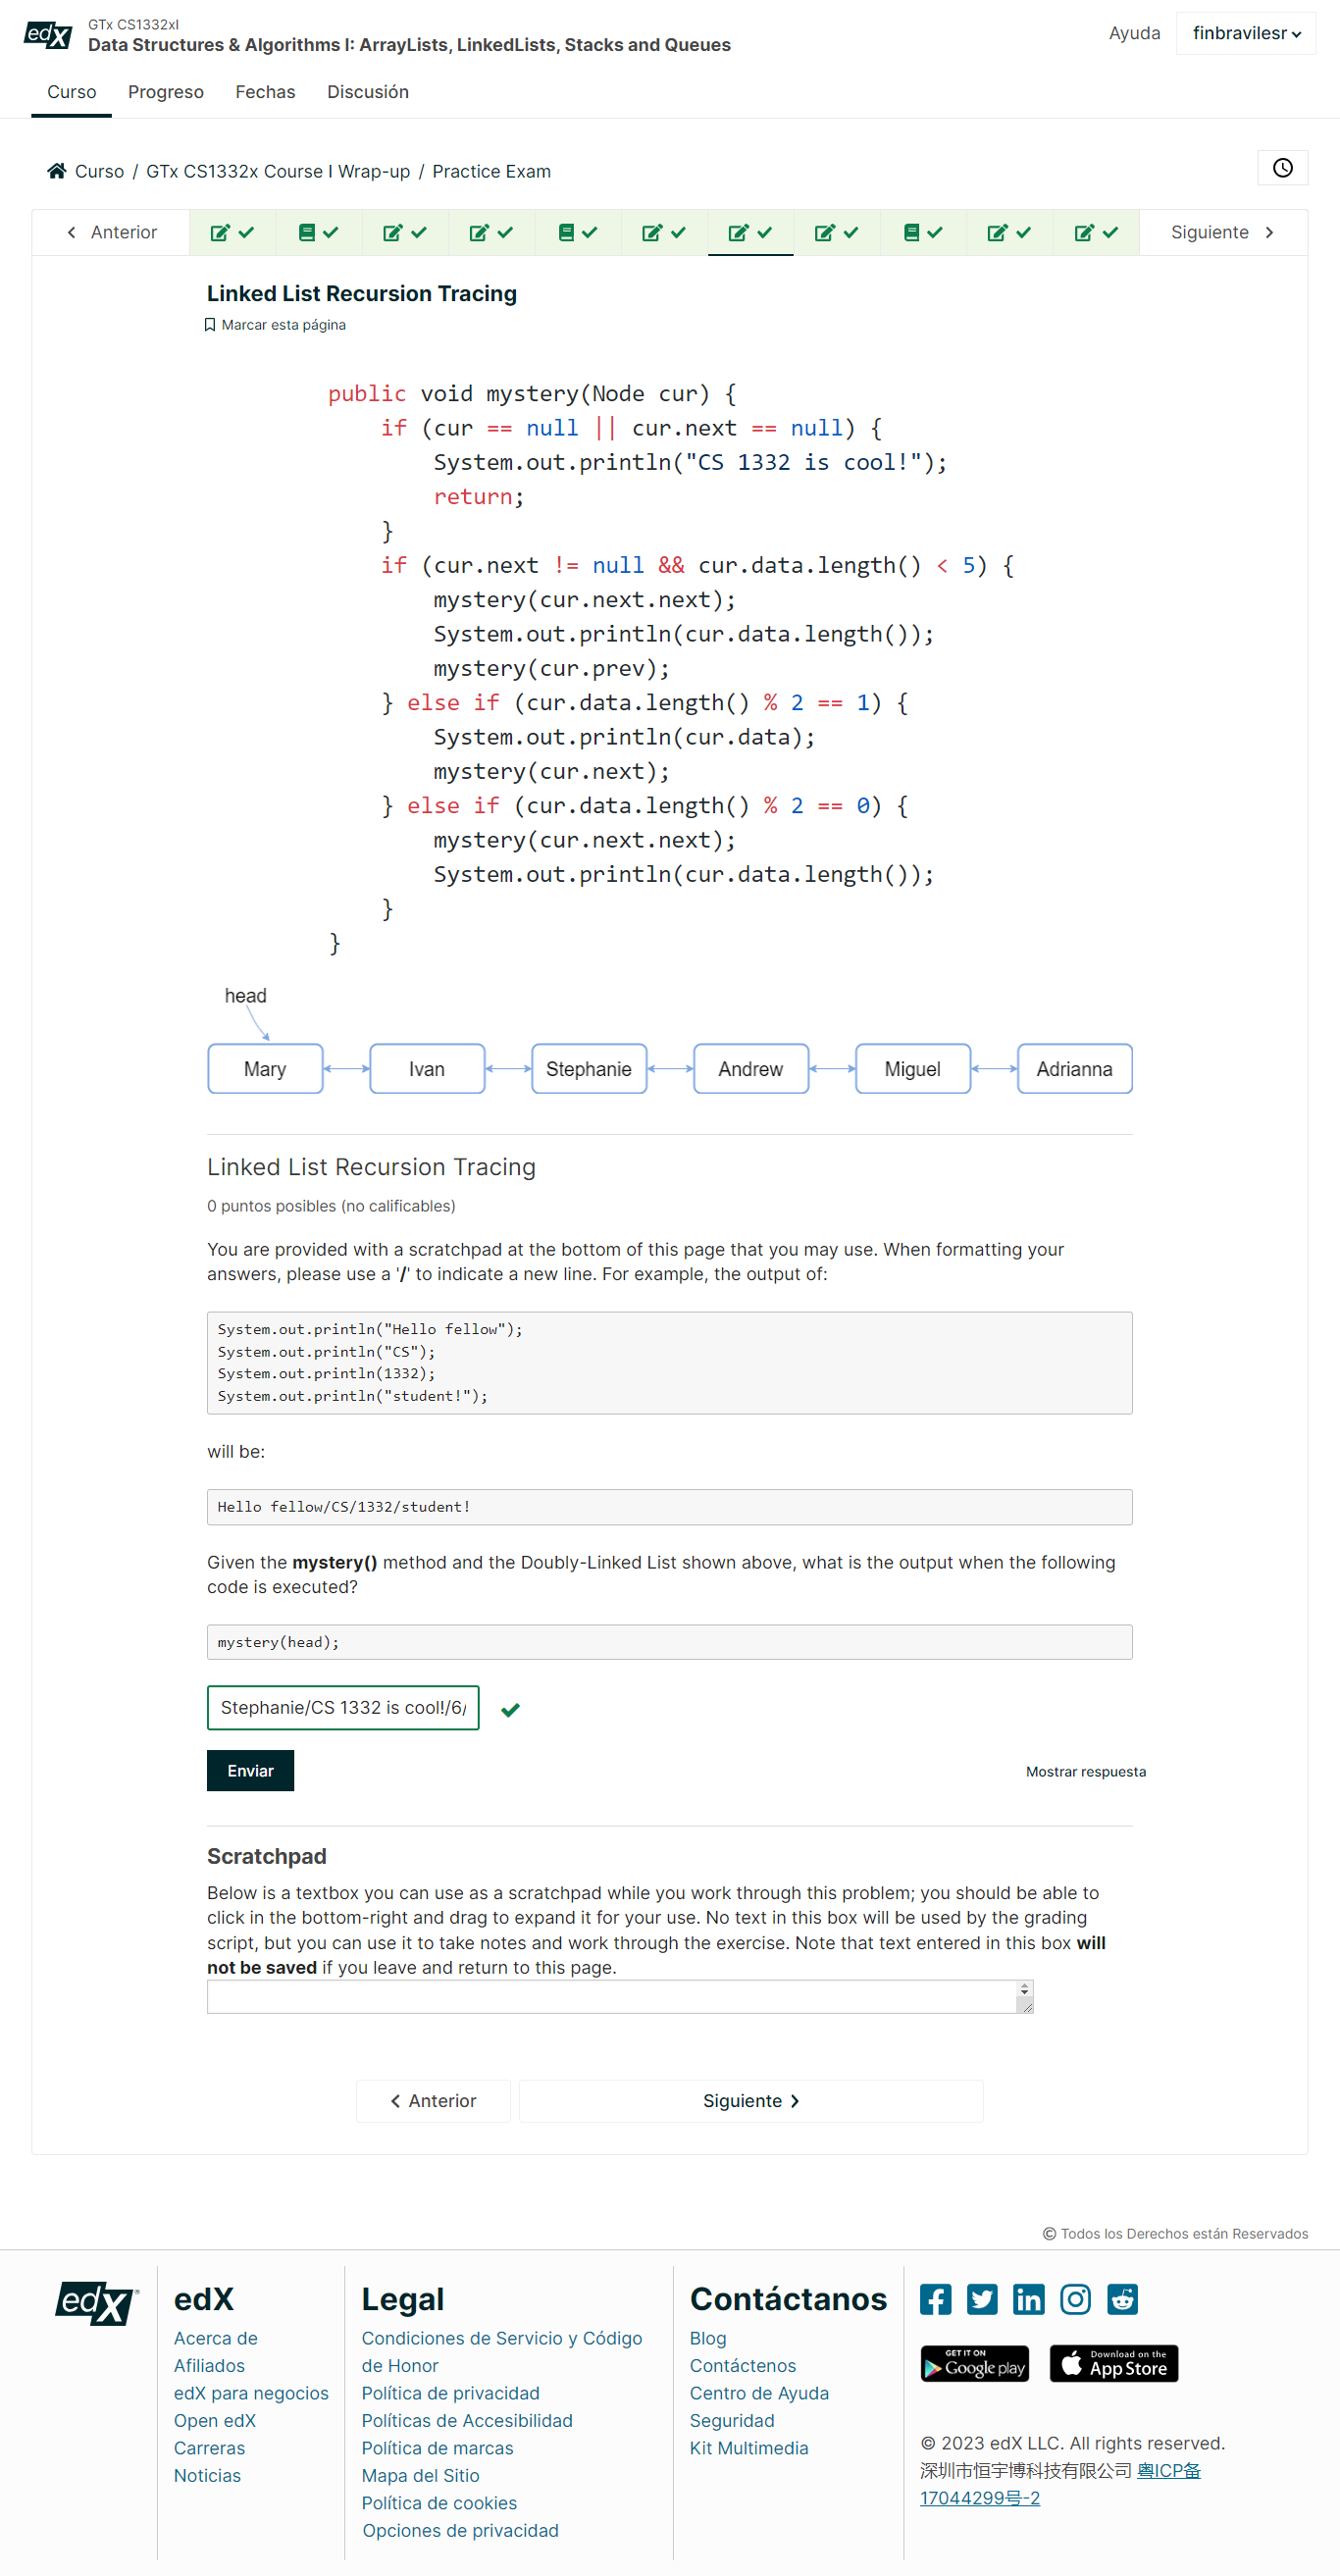 edX
GTx CS1332xI
Data Structures & Algorithms I: ArrayLists, LinkedLists, Stacks and Queues
Ayuda
finbravilesr
Curso Progreso Fechas Discusión
Curso / GTx CS1332x Course I Wrap-up / Practice Exam
Anterior
Siguiente
Linked List Recursion Tracing
Marcar esta página
public void mystery(Node cur) {
    if (cur == null || cur.next == null) {
        System.out.println("CS 1332 is cool!");
        return;
    }
    if (cur.next != null && cur.data.length() < 5) {
        mystery(cur.next.next);
        System.out.println(cur.data.length());
        mystery(cur.prev);
    } else if (cur.data.length() % 2 == 1) {
        System.out.println(cur.data);
        mystery(cur.next);
    } else if (cur.data.length() % 2 == 0) {
        mystery(cur.next.next);
        System.out.println(cur.data.length());
    }
}
head
Mary Ivan Stephanie Andrew Miguel Adrianna
Linked List Recursion Tracing
0 puntos posibles (no calificables)
You are provided with a scratchpad at the bottom of this page that you may use. When formatting your
answers, please use a '/' to indicate a new line. For example, the output of:
System.out.println("Hello fellow");
System.out.println("CS");
System.out.println(1332);
System.out.println("student!");
will be:
Hello fellow/CS/1332/student!
Given the mystery() method and the Doubly-Linked List shown above, what is the output when the following
code is executed?
mystery(head);
Stephanie/CS 1332 is cool!/6/
Enviar
Mostrar respuesta
Scratchpad
Below is a textbox you can use as a scratchpad while you work through this problem; you should be able to
click in the bottom-right and drag to expand it for your use. No text in this box will be used by the grading
script, but you can use it to take notes and work through the exercise. Note that text entered in this box will
not be saved if you leave and return to this page.
Anterior
Siguiente
© Todos los Derechos están Reservados
edX
edX
Acerca de
Afiliados
edX para negocios
Open edX
Carreras
Noticias
Legal
Condiciones de Servicio y Código
de Honor
Política de privacidad
Políticas de Accesibilidad
Política de marcas
Mapa del Sitio
Política de cookies
Opciones de privacidad
Contáctanos
Blog
Contáctenos
Centro de Ayuda
Seguridad
Kit Multimedia
GET IT ON
Google play
Download on the
App Store
© 2023 edX LLC. All rights reserved.
深圳市恒宇博科技有限公司 粤ICP备
17044299号-2